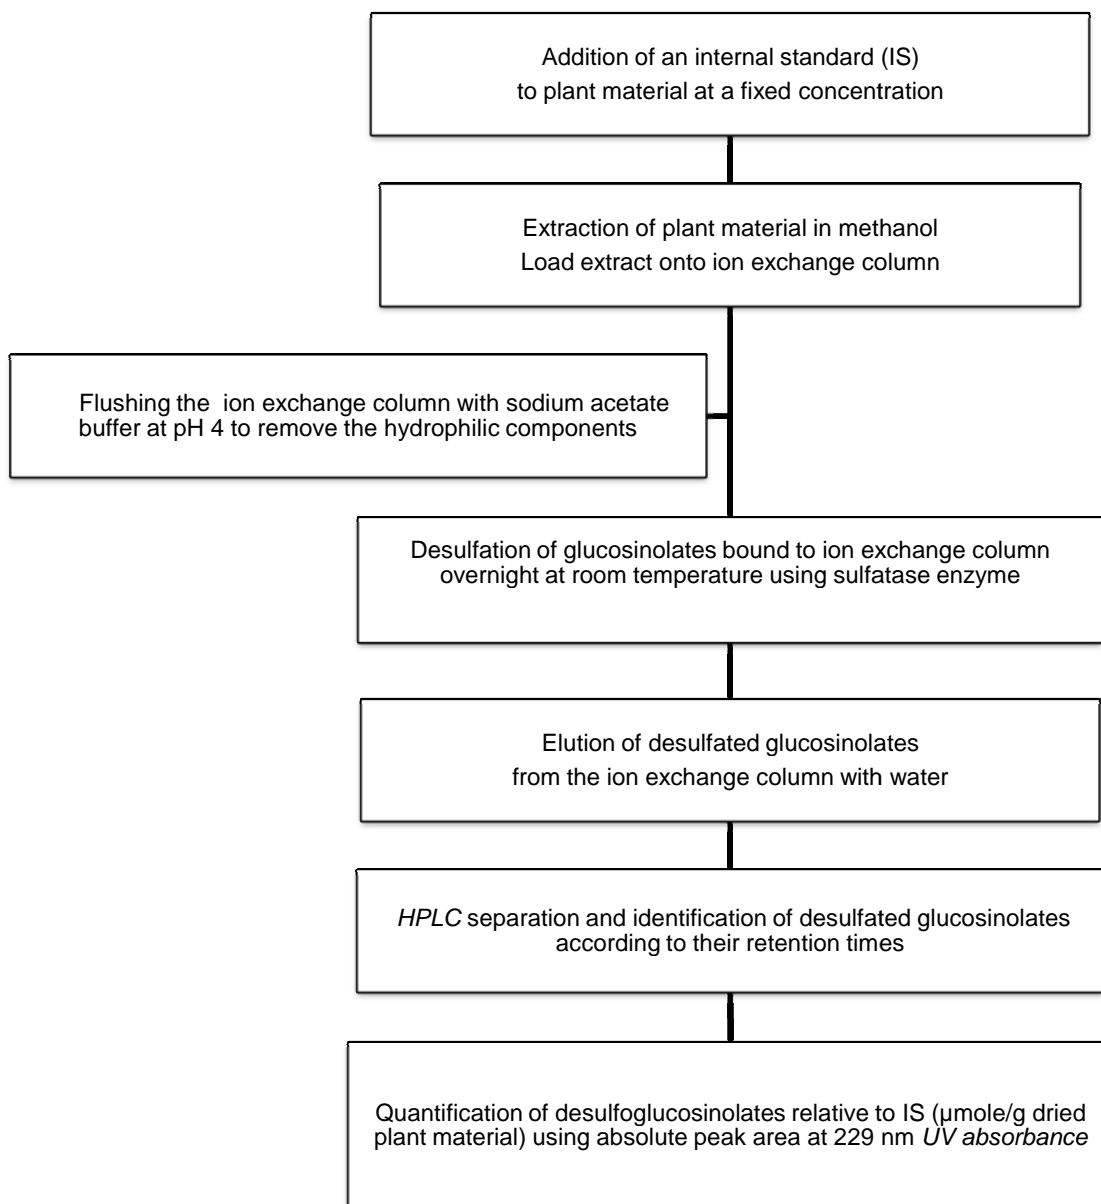 Addition of an internal standard (IS)
to plant material at a fixed concentration
Extraction of plant material in methanol
Load extract onto ion exchange column
Flushing the  ion exchange column with sodium acetate
buffer at pH 4 to remove the hydrophilic components
Desulfation of glucosinolates bound to ion exchange column
overnight at room temperature using sulfatase enzyme
Elution of desulfated glucosinolates
from the ion exchange column with water
HPLC separation and identification of desulfated glucosinolates
according to their retention times
Quantification of desulfoglucosinolates relative to IS (µmole/g dried
plant material) using absolute peak area at 229 nm UV absorbance